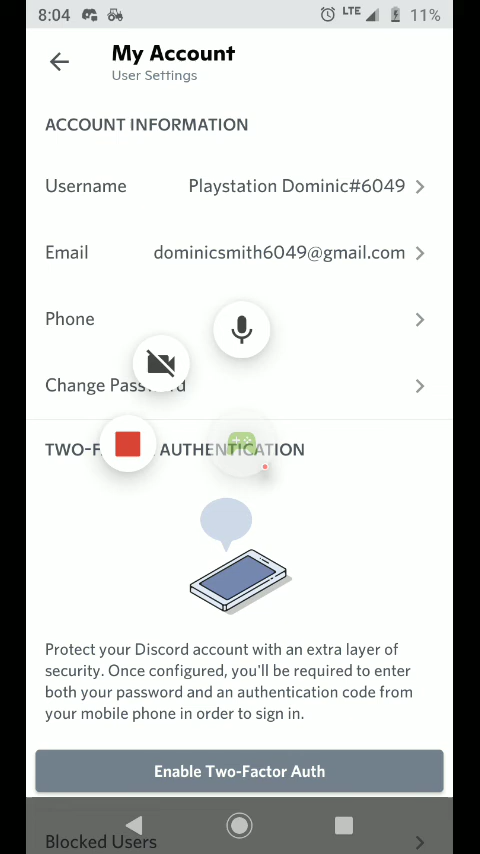 8:04 LTE 11%
My Account
User Settings
ACCOUNT INFORMATION
Username Playstation Dominic#6049
Email dominicsmith6049@gmail.com
Phone
Change Password
TWO-F AUTHENTICATION
Protect your Discord account with an extra layer of
security. Once configured, you'll be required to enter
both your password and an authentication code from
your mobile phone in order to sign in.
Enable Two-Factor Auth
Blocked Users